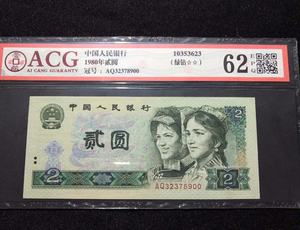 ACG
AI CANG GUARANTY
中国人民银行
1980年贰圆
冠号：AQ32378900
10353623
(绿钻☆☆)
62
EPQ
中国人民银行
贰圆
2
2
AQ32378900